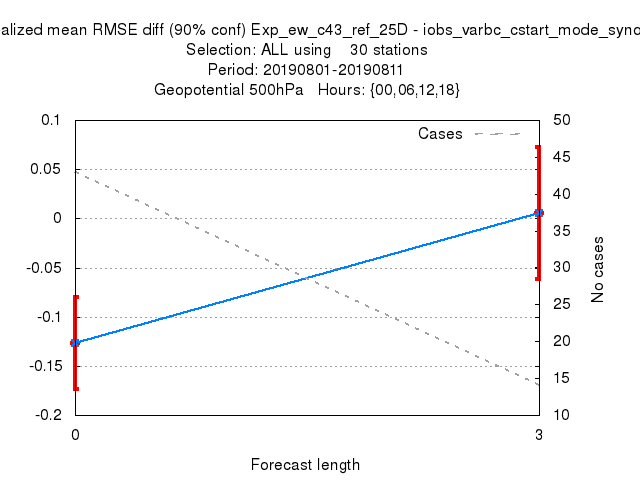 alized mean RMSE diff (90% conf) Exp_ew_c43_ref_25D - iobs_varbc_cstart_mode_syno
Selection: ALL using 30 stations
Period: 20190801-20190811
Geopotential 500hPa Hours: {00,06,12,18}
Cases
0.1
0.05
0
-0.05
-0.1
-0.15
-0.2
50
45
40
35
30
25
20
15
10
No cases
0
3
Forecast length